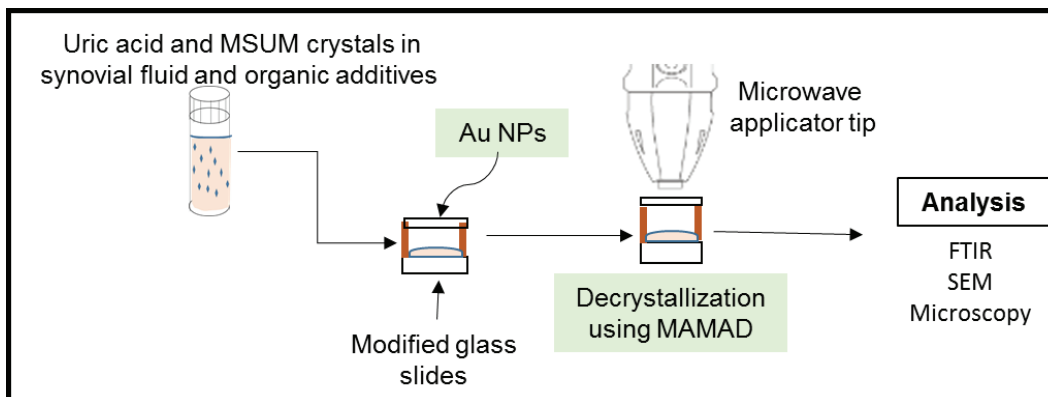 Uric acid and MSUM crystals in
synovial fluid and organic additives
Au NPs
Modified glass
slides
Microwave
applicator tip
Decrystallization
using MAMAD
Analysis
FTIR
SEM
Microscopy